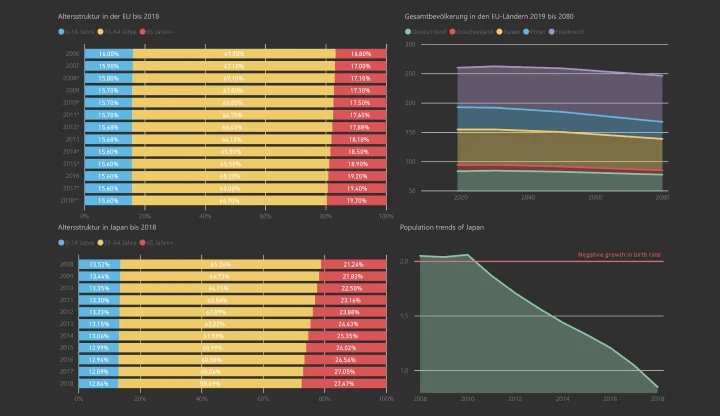 Altersstruktur in der EU bis 2018
0–14 Jahre 15–64 Jahre 65 Jahre+
2006 16,00% 67,20% 16,80%
2007 15,90% 67,10% 17,00%
2008* 15,80% 67,10% 17,10%
2009 15,70% 67,00% 17,30%
2010* 15,70% 66,80% 17,50%
2011* 15,70% 66,70% 17,60%
2012* 15,68% 66,43% 17,88%
2013 15,68% 66,13% 18,18%
2014* 15,60% 65,90% 18,50%
2015* 15,60% 65,50% 18,90%
2016 15,60% 65,20% 19,20%
2017* 15,60% 65,00% 19,40%
2018** 15,60% 64,70% 19,70%
0% 20% 40% 60% 80% 100%
Gesamtbevölkerung in den EU-Ländern 2019 bis 2080
Deutschland Griechenland Italien Polen Frankreich
300
250
200
150
100
50
2020 2040 2060 2080
Altersstruktur in Japan bis 2018
0–14 Jahre 15–64 Jahre 65 Jahre+
2008 13,52% 65,24% 21,24%
2009 13,44% 64,73% 21,83%
2010 13,35% 64,15% 22,50%
2011 13,30% 63,54% 23,16%
2012 13,23% 62,89% 23,88%
2013 13,15% 62,22% 24,63%
2014 13,06% 61,59% 25,35%
2015 12,99% 60,99% 26,02%
2016 12,94% 60,50% 26,56%
2017 12,89% 60,06% 27,05%
2018 12,84% 59,69% 27,47%
0% 20% 40% 60% 80% 100%
Population trends of Japan
Negative growth in birth rate
2,0
1,5
1,0
2008 2010 2012 2014 2016 2018